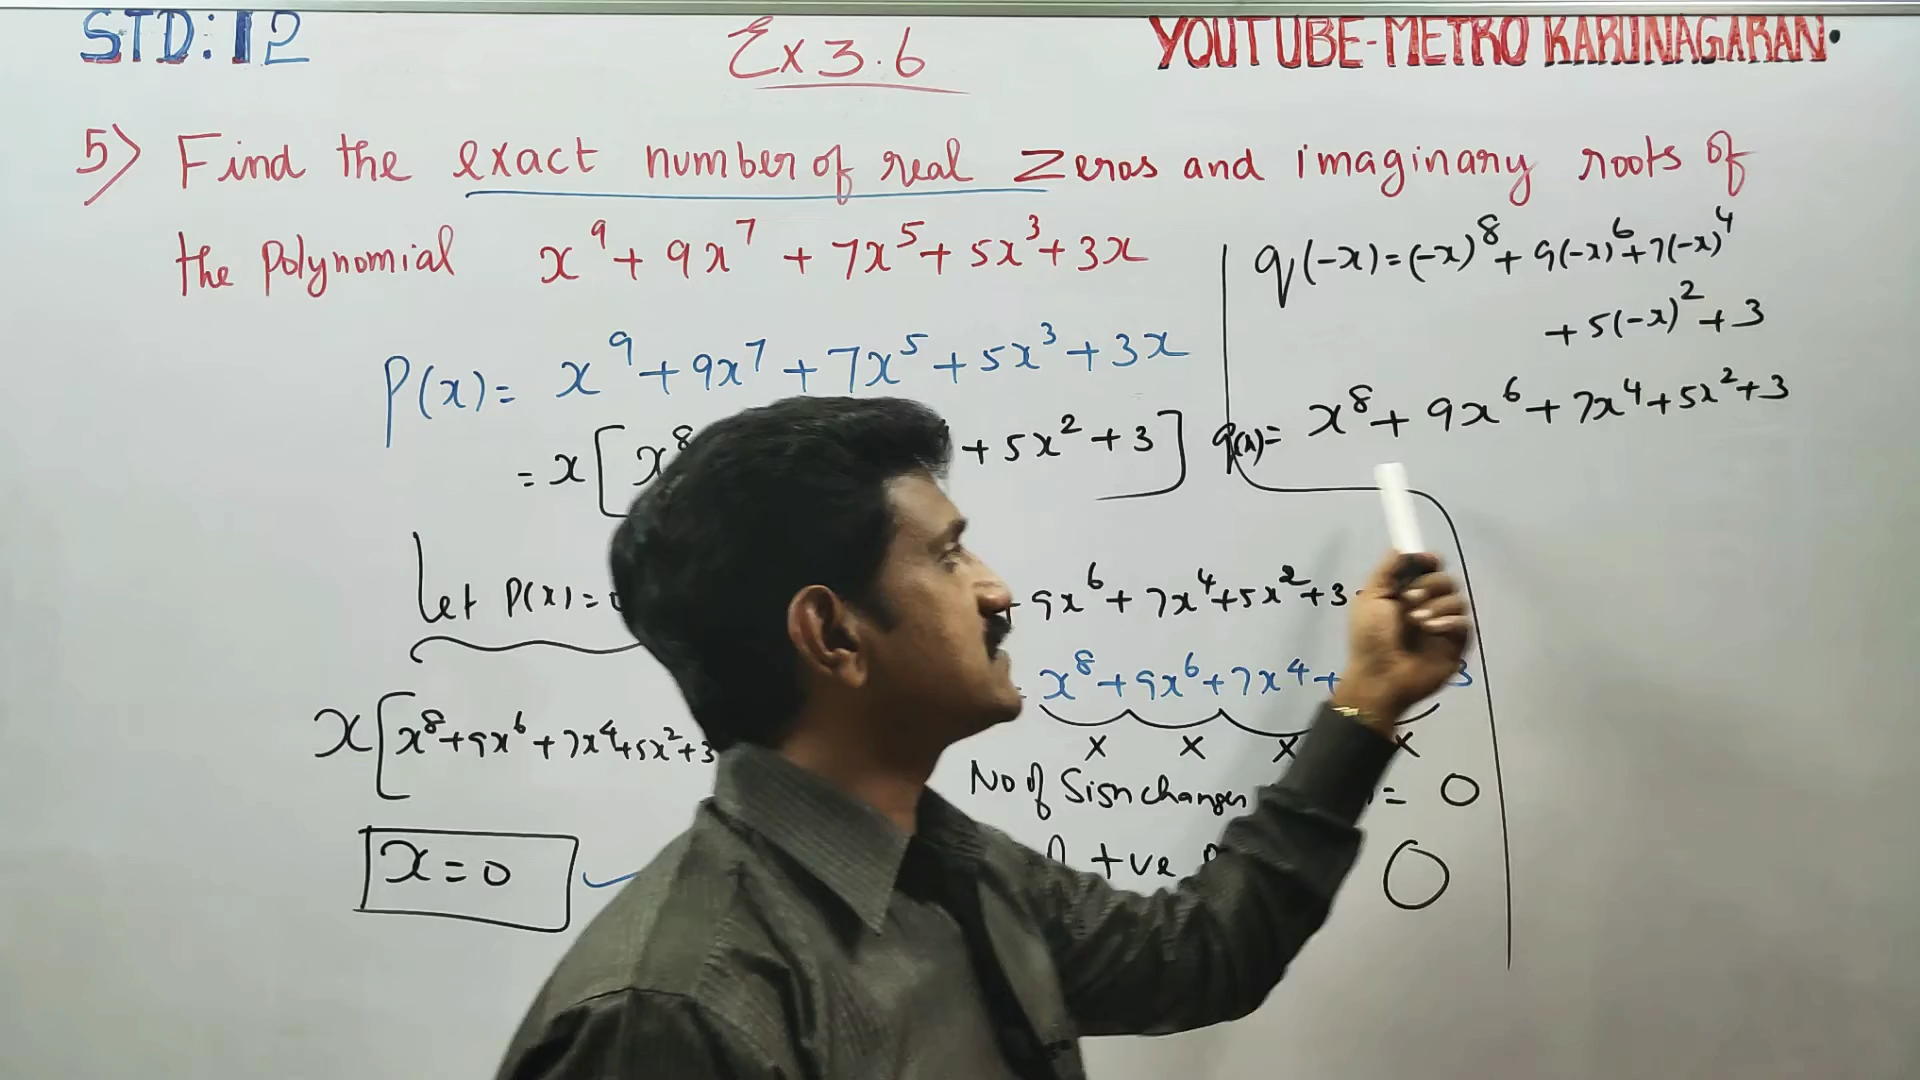 STD: 12
Ex 3.6
YOUTUBE-METRO KARUNAGARAN.
5) Find the exact number of real Zeros and imaginary roots of
the Polynomial x⁹ + 9x⁷ + 7x⁵ + 5x³ + 3x
P(x) = x⁹ + 9x⁷ + 7x⁵ + 5x³ + 3x
= x[x⁸ + 5x² + 3]
Let P(x) =
x[x⁸ + 9x⁶ + 7x⁴ + 5x² + 3
x = 0
9x⁶ + 7x⁴ + 5x² + 3
x⁸ + 9x⁶ + 7x⁴ + 3
x x x x
No of Sign changes = 0
+ve 0
q(-x) = (-x)⁸ + 9(-x)⁶ + 7(-x)⁴
+ 5(-x)² + 3
q(x) = x⁸ + 9x⁶ + 7x⁴ + 5x² + 3